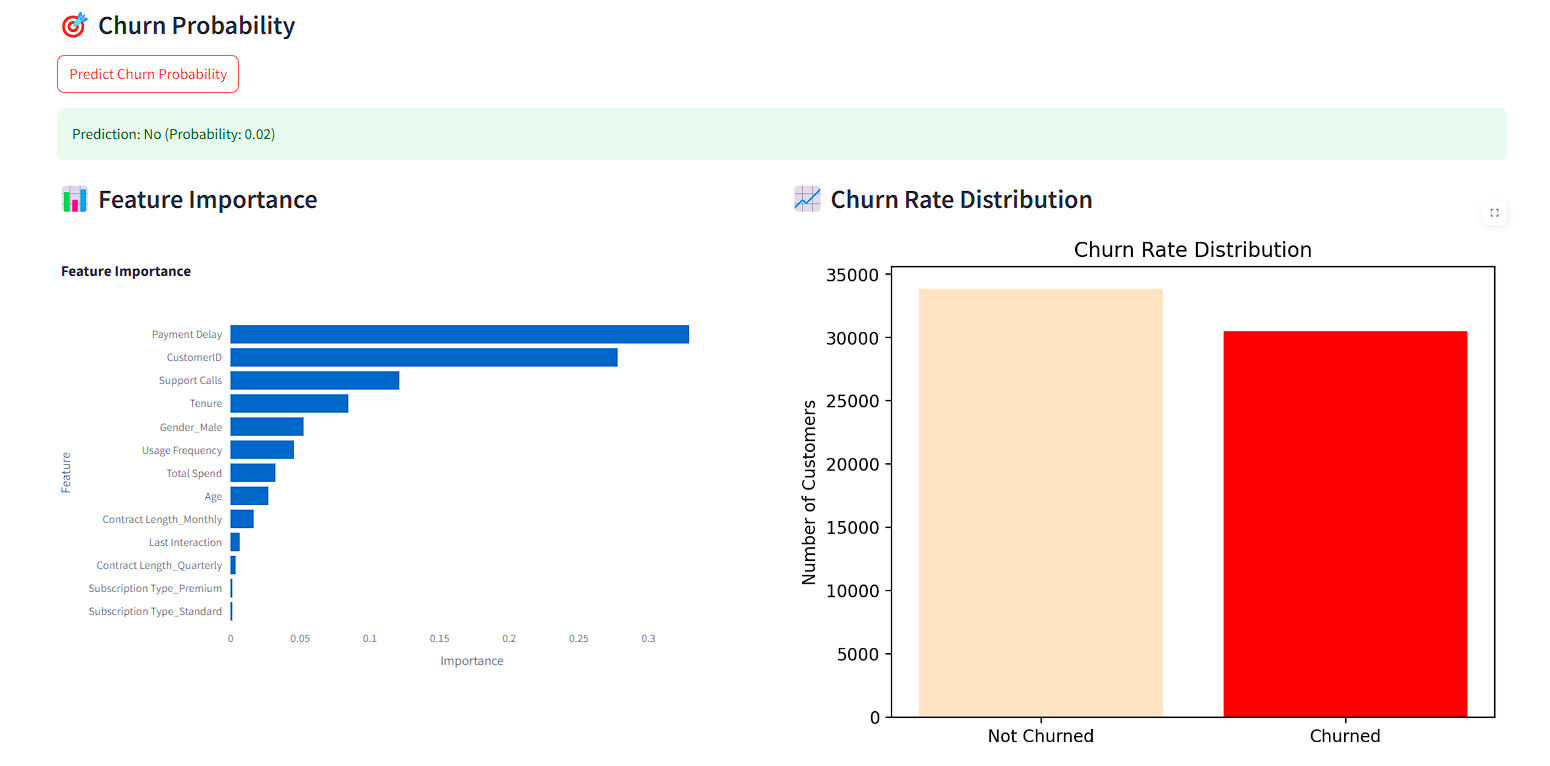 Churn Probability
Predict Churn Probability
Prediction: No (Probability: 0.02)
Feature Importance
Feature Importance
Feature
Payment Delay
CustomerID
Support Calls
Tenure
Gender_Male
Usage Frequency
Total Spend
Age
Contract Length_Monthly
Last Interaction
Contract Length_Quarterly
Subscription Type_Premium
Subscription Type_Standard
0 0.05 0.1 0.15 0.2 0.25 0.3
Importance
Churn Rate Distribution
Churn Rate Distribution
Number of Customers
35000
30000
25000
20000
15000
10000
5000
0
Not Churned Churned